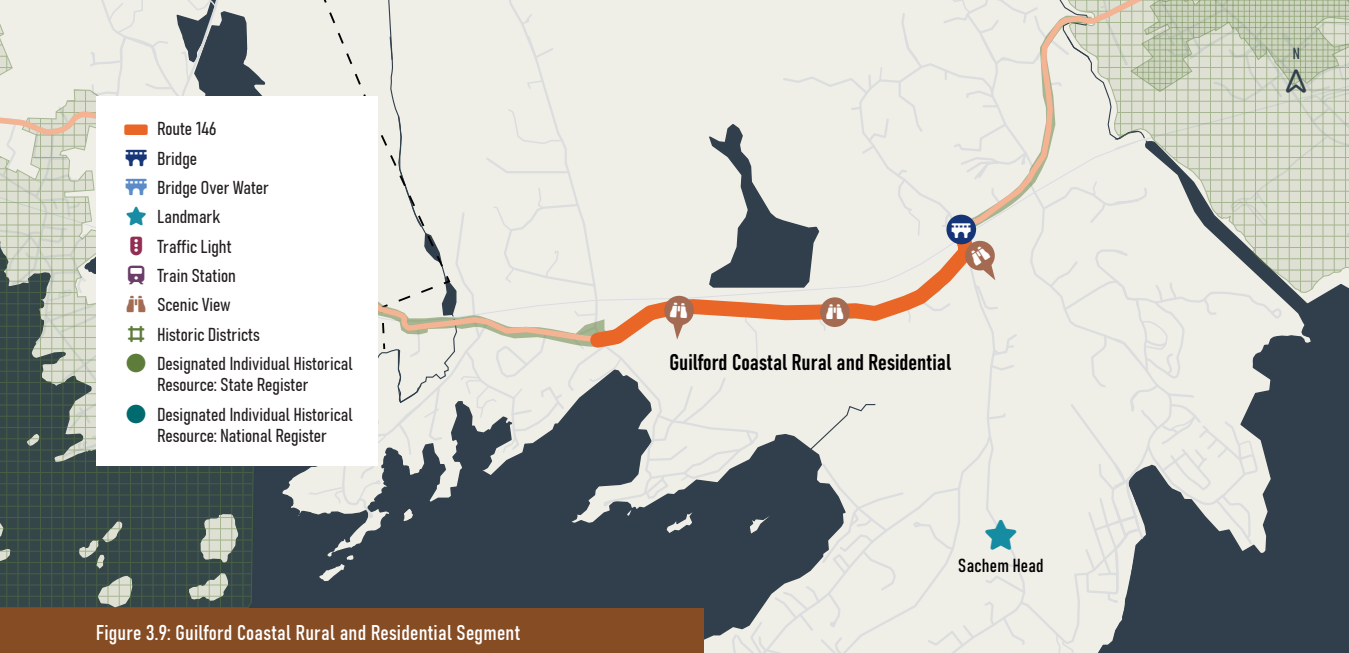 N
Route 146
Bridge
Bridge Over Water
Landmark
Traffic Light
Train Station
Scenic View
Historic Districts
Designated Individual Historical
Resource: State Register
Designated Individual Historical
Resource: National Register
Guilford Coastal Rural and Residential
Sachem Head
Figure 3.9: Guilford Coastal Rural and Residential Segment